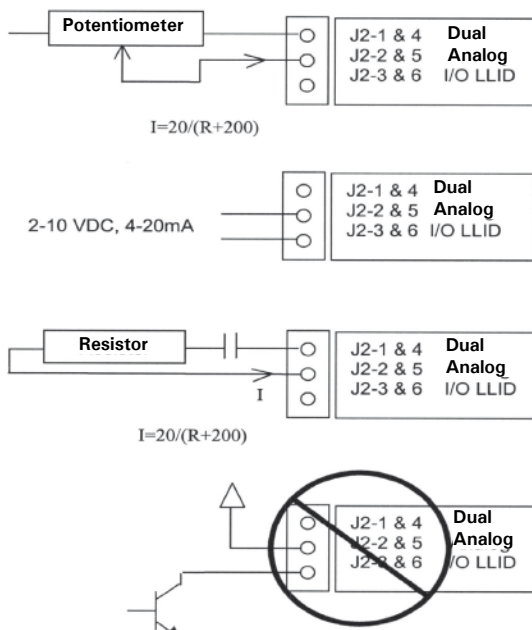 Potentiometer
J2-1 & 4 Dual
J2-2 & 5 Analog
J2-3 & 6 I/O LLID
I=20/(R+200)
J2-1 & 4 Dual
J2-2 & 5 Analog
J2-3 & 6 I/O LLID
2-10 VDC, 4-20mA
Resistor
J2-1 & 4 Dual
J2-2 & 5 Analog
J2-3 & 6 I/O LLID
I
I=20/(R+200)
J2-1 & 4 Dual
J2-2 & 5 Analog
J2-3 & 6 I/O LLID